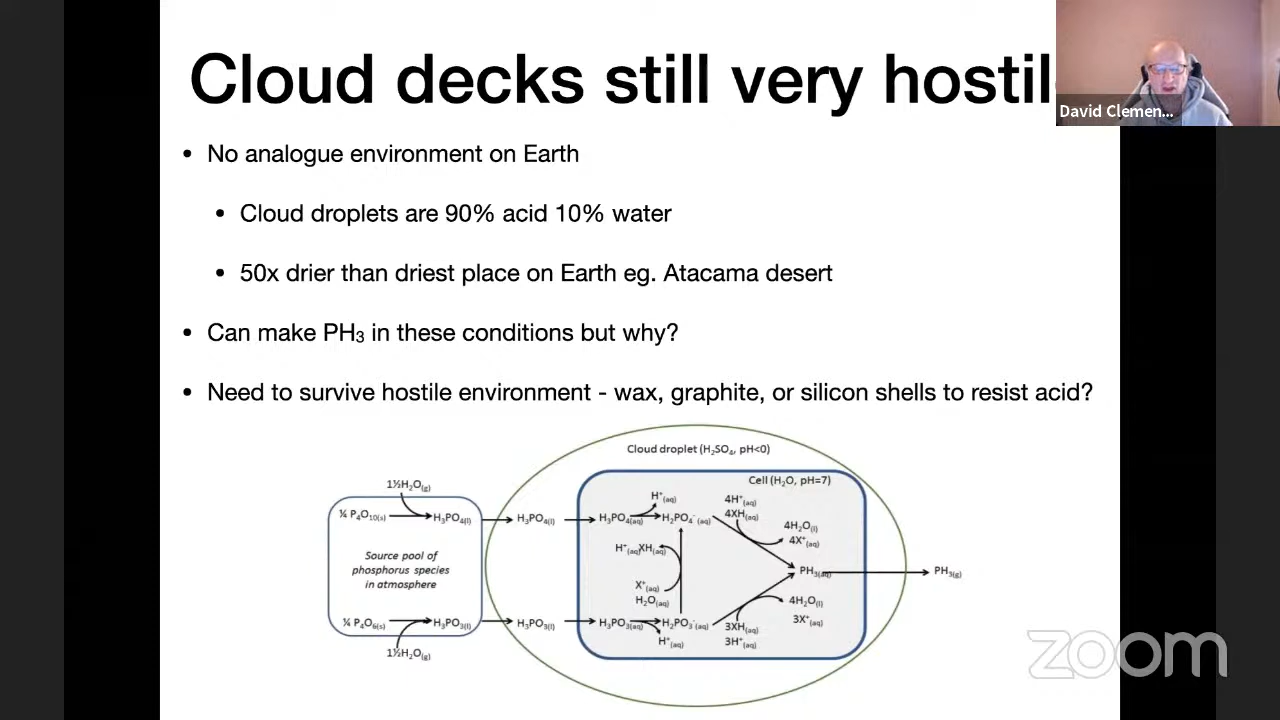 Cloud decks still very hostil
David Clemen...
• No analogue environment on Earth
• Cloud droplets are 90% acid 10% water
• 50x drier than driest place on Earth eg. Atacama desert
• Can make PH₃ in these conditions but why?
• Need to survive hostile environment - wax, graphite, or silicon shells to resist acid?
Cloud droplet (H₂SO₄, pH<0)
Cell (H₂O, pH=7)
1½H₂O(g)
¼ P₄O₁₀(s)
H₃PO₄(l)
H₃PO₄(l)
H₃PO₄(aq)
H⁺(aq)
H₂PO₄⁻(aq)
4H⁺(aq)
4XH(aq)
4H₂O(l)
4X⁺(aq)
Source pool of
phosphorus species
in atmosphere
H⁺(aq)XH(aq)
X⁺(aq)
H₂O(aq)
PH₃(aq)
PH₃(g)
¼ P₄O₆(s)
H₃PO₃(l)
H₃PO₃(l)
H₃PO₃(aq)
H₂PO₃⁻(aq)
H⁺(aq)
3XH(aq)
3H⁺(aq)
4H₂O(l)
3X⁺(aq)
1½H₂O(g)
zoom